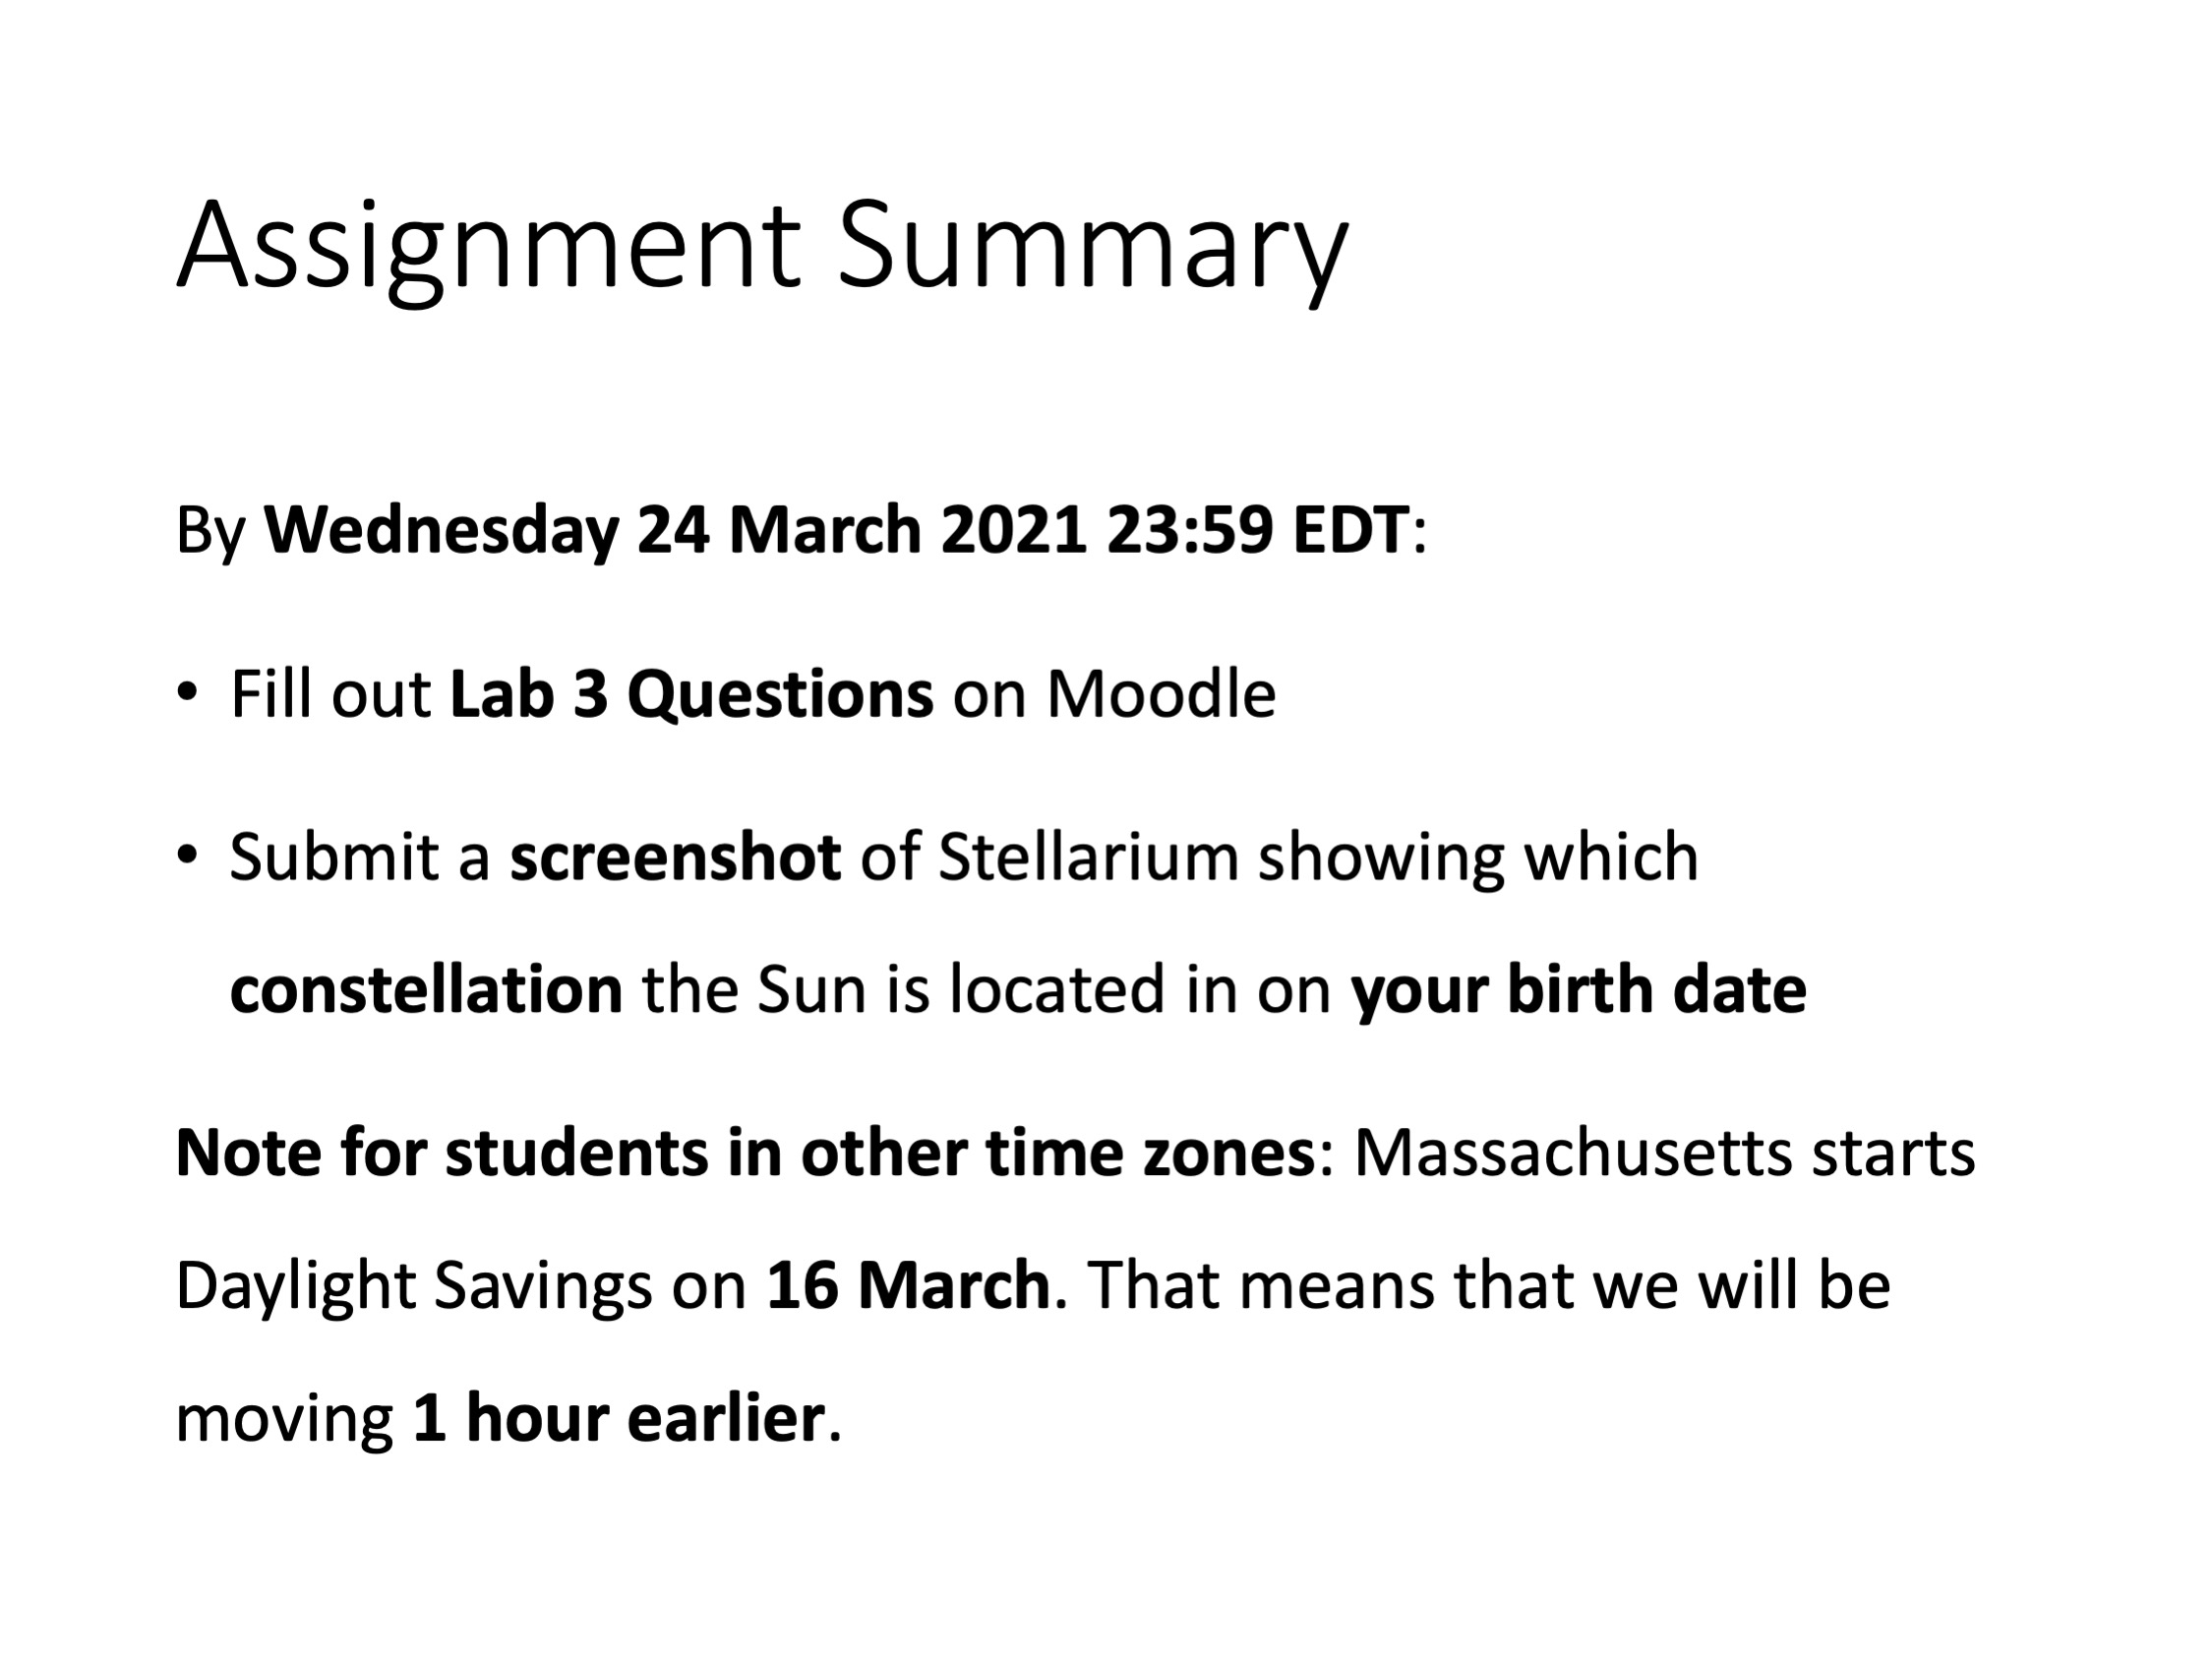 Assignment Summary
By Wednesday 24 March 2021 23:59 EDT:
• Fill out Lab 3 Questions on Moodle
• Submit a screenshot of Stellarium showing which
constellation the Sun is located in on your birth date
Note for students in other time zones: Massachusetts starts
Daylight Savings on 16 March. That means that we will be
moving 1 hour earlier.